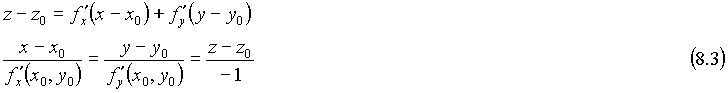 z − z₀ = f′ₓ(x − x₀) + f′ᵧ(y − y₀)
(x − x₀)/f′ₓ(x₀, y₀) = (y − y₀)/f′ᵧ(x₀, y₀) = (z − z₀)/−1 (8.3)